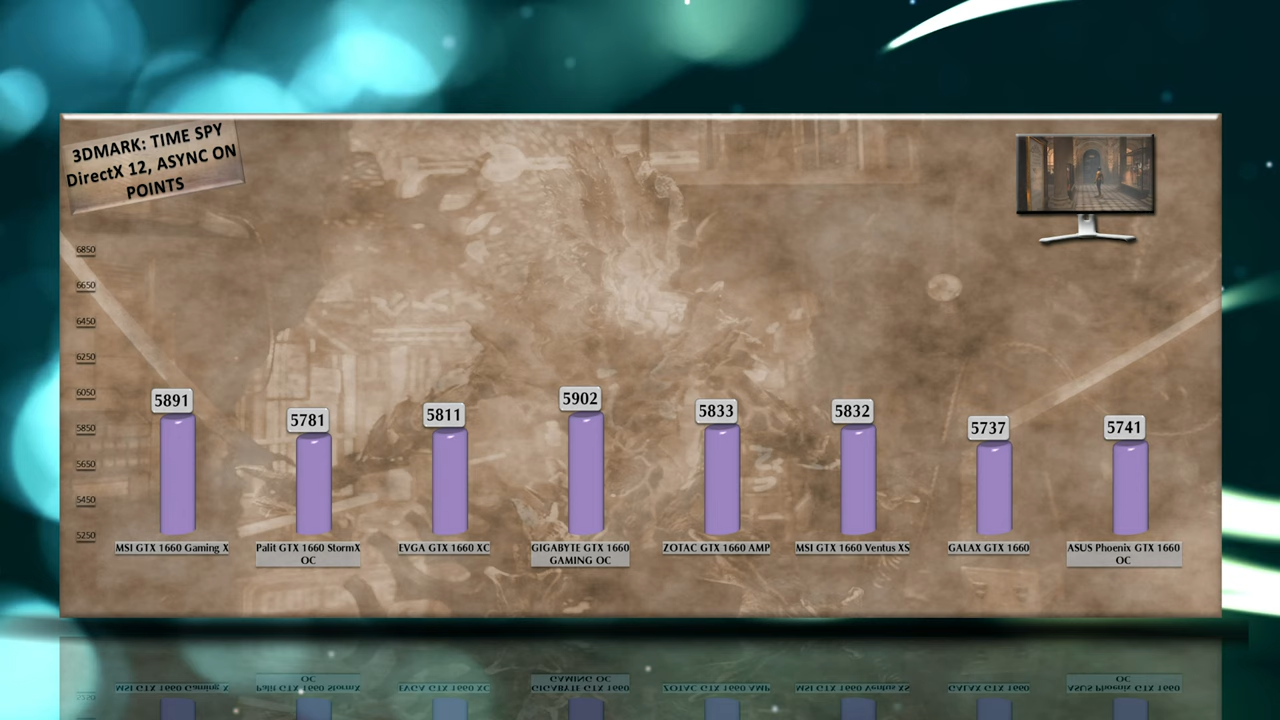 3DMARK: TIME SPY
DirectX 12, ASYNC ON
POINTS
6850
6650
6450
6250
6050
5850
5650
5450
5250
5891
5781
5811
5902
5833
5832
5737
5741
MSI GTX 1660 Gaming X
Palit GTX 1660 StormX
OC
EVGA GTX 1660 XC
GIGABYTE GTX 1660
GAMING OC
ZOTAC GTX 1660 AMP
MSI GTX 1660 Ventus XS
GALAX GTX 1660
ASUS Phoenix GTX 1660
OC